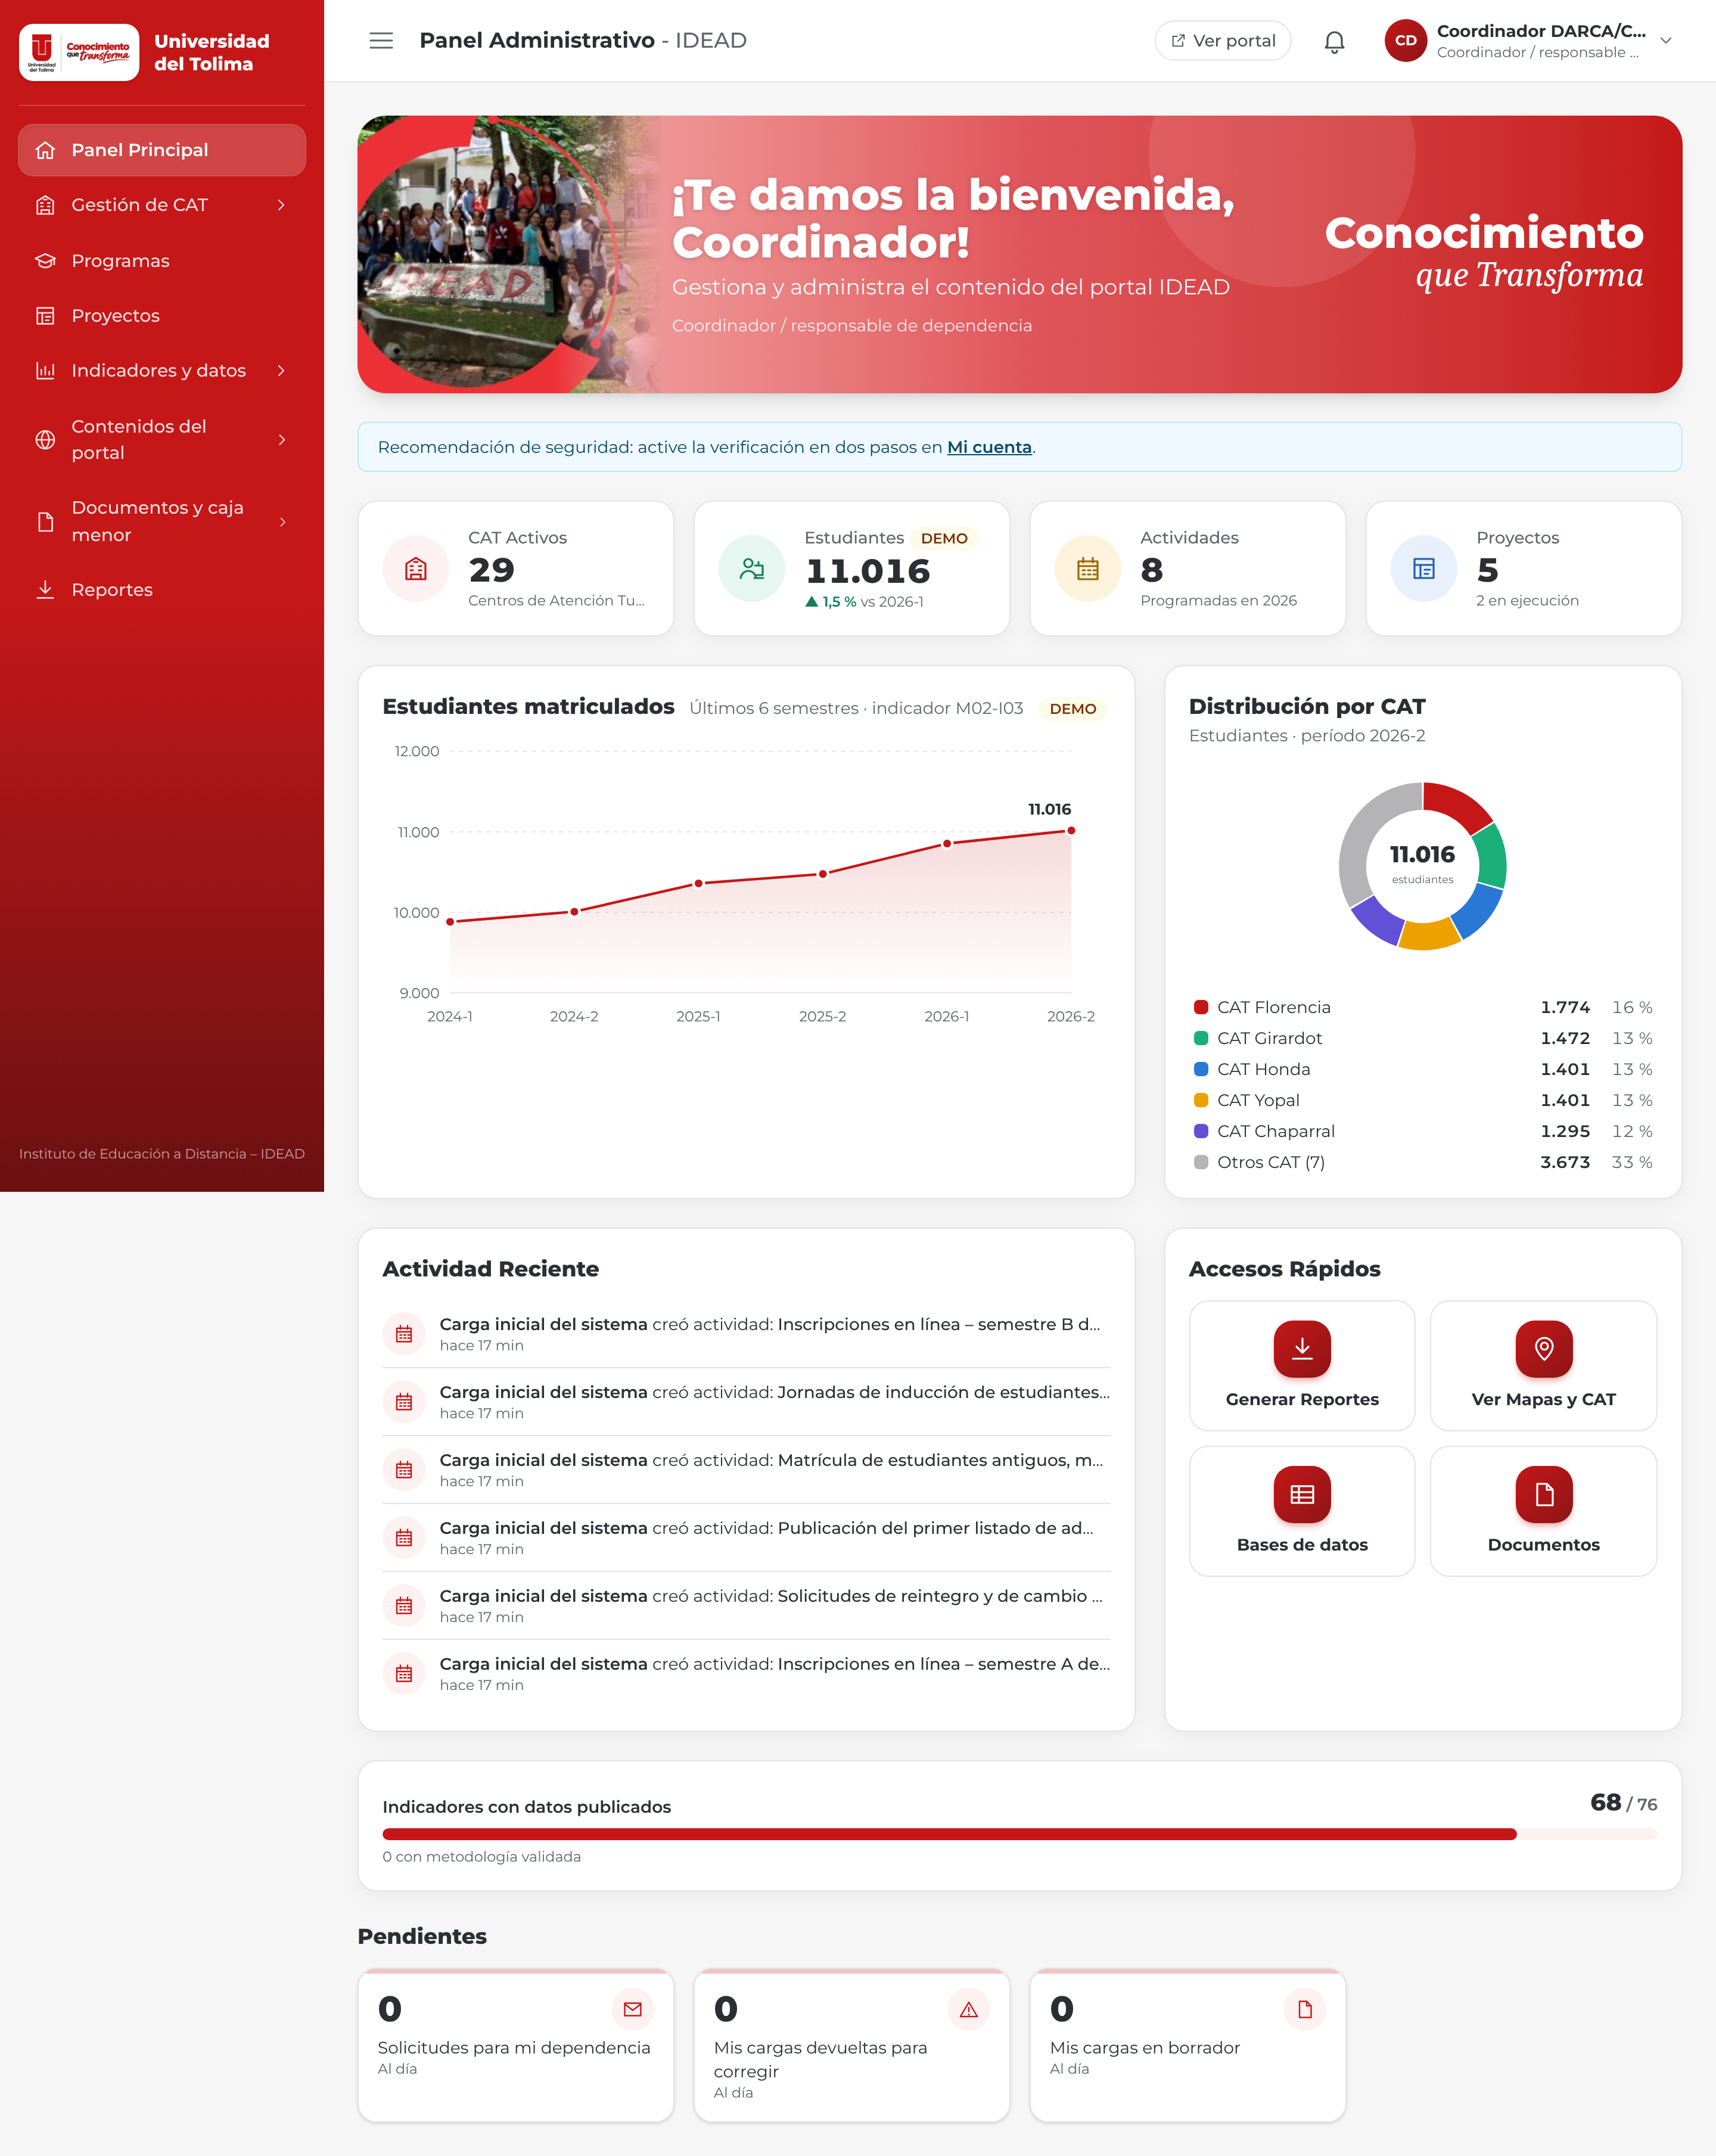 Universidad
del Tolima
Conocimiento
que transforma
Universidad
del Tolima
Panel Administrativo - IDEAD
Ver portal
CD
Coordinador DARCA/C...
Coordinador / responsable ...
Panel Principal
Gestión de CAT
Programas
Proyectos
Indicadores y datos
Contenidos del
portal
Documentos y caja
menor
Reportes
Instituto de Educación a Distancia – IDEAD
IDEAD
¡Te damos la bienvenida,
Coordinador!
Gestiona y administra el contenido del portal IDEAD
Coordinador / responsable de dependencia
Conocimiento
que Transforma
Recomendación de seguridad: active la verificación en dos pasos en Mi cuenta.
CAT Activos
29
Centros de Atención Tu...
Estudiantes DEMO
11.016
▲ 1,5 % vs 2026-1
Actividades
8
Programadas en 2026
Proyectos
5
2 en ejecución
Estudiantes matriculados Últimos 6 semestres · indicador M02-I03 DEMO
12.000
11.016
11.000
10.000
9.000
2024-1 2024-2 2025-1 2025-2 2026-1 2026-2
Distribución por CAT
Estudiantes · período 2026-2
11.016
estudiantes
CAT Florencia 1.774 16 %
CAT Girardot 1.472 13 %
CAT Honda 1.401 13 %
CAT Yopal 1.401 13 %
CAT Chaparral 1.295 12 %
Otros CAT (7) 3.673 33 %
Actividad Reciente
Carga inicial del sistema creó actividad: Inscripciones en línea – semestre B d...
hace 17 min
Carga inicial del sistema creó actividad: Jornadas de inducción de estudiantes...
hace 17 min
Carga inicial del sistema creó actividad: Matrícula de estudiantes antiguos, m...
hace 17 min
Carga inicial del sistema creó actividad: Publicación del primer listado de ad...
hace 17 min
Carga inicial del sistema creó actividad: Solicitudes de reintegro y de cambio ...
hace 17 min
Carga inicial del sistema creó actividad: Inscripciones en línea – semestre A de...
hace 17 min
Accesos Rápidos
Generar Reportes
Ver Mapas y CAT
Bases de datos
Documentos
Indicadores con datos publicados
68 / 76
0 con metodología validada
Pendientes
0
Solicitudes para mi dependencia
Al día
0
Mis cargas devueltas para
corregir
Al día
0
Mis cargas en borrador
Al día